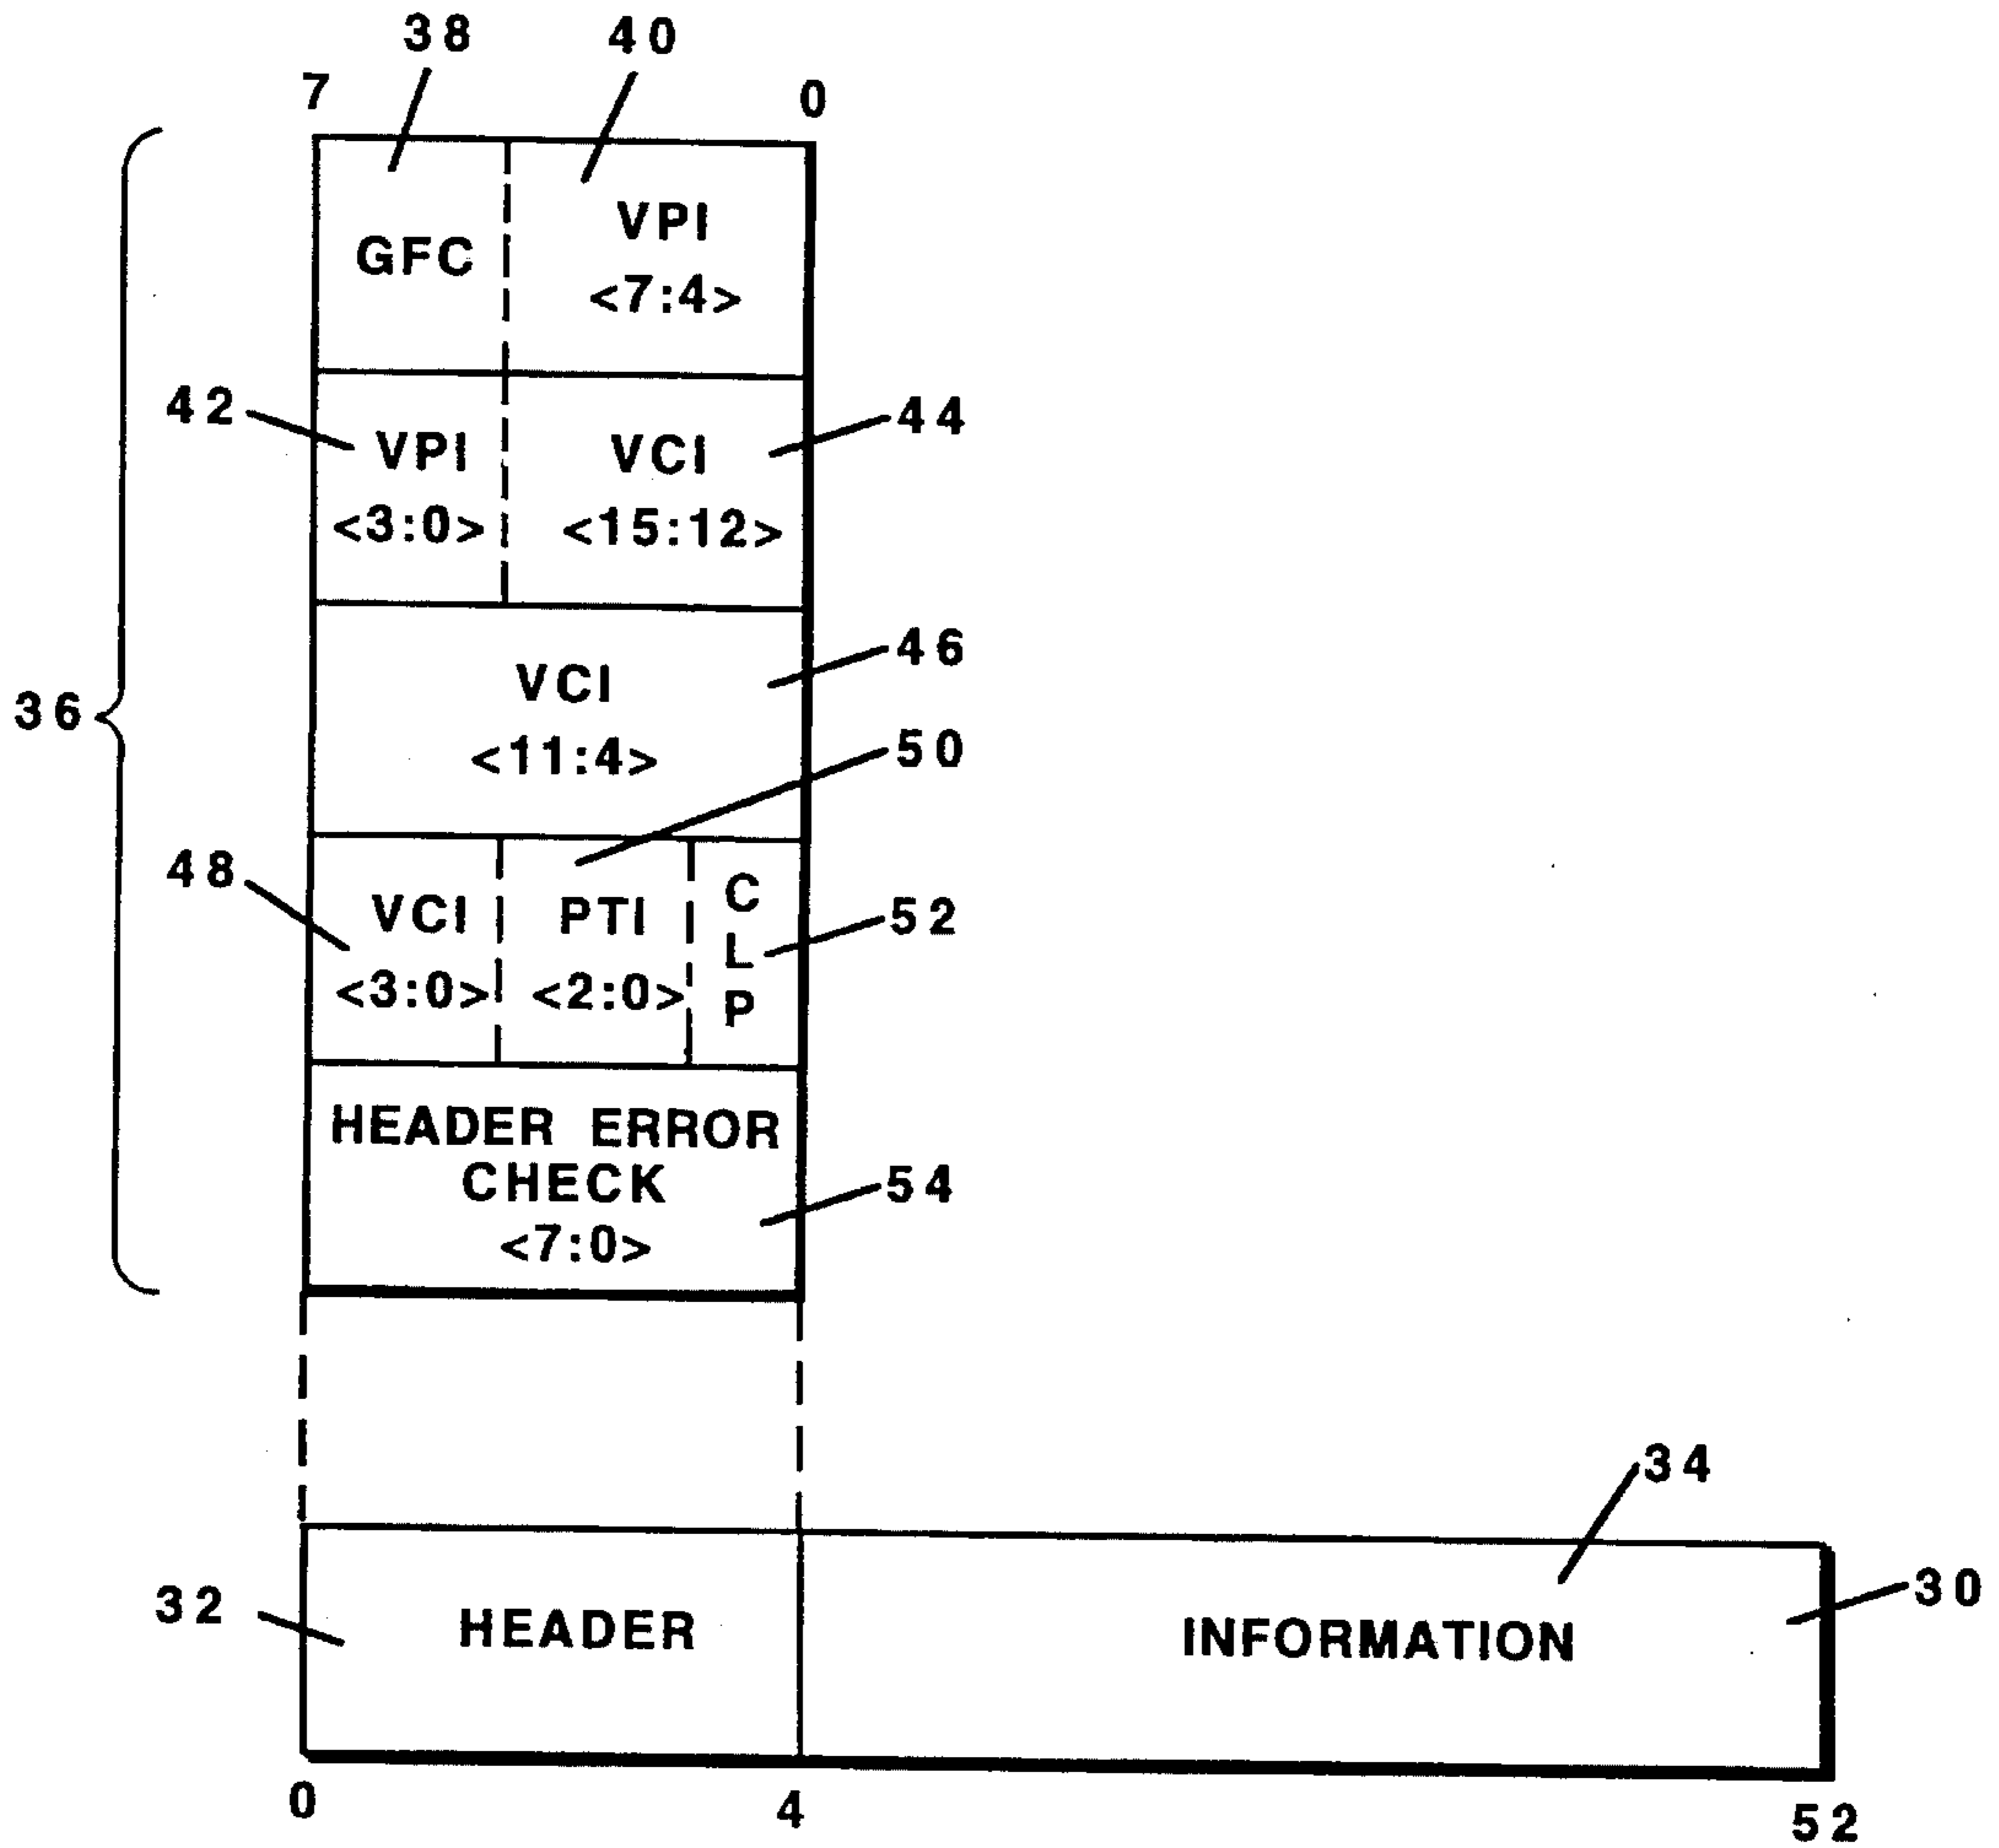 38
40
7
0
GFC
VPI
<7:4>
42
44
VPI
<3:0>
VCI
<15:12>
46
VCI
<11:4>
36
50
48
VCI
<3:0>
PTI
<2:0>
C
L
P
52
HEADER ERROR
CHECK
<7:0>
54
34
32
HEADER
INFORMATION
30
0
4
52